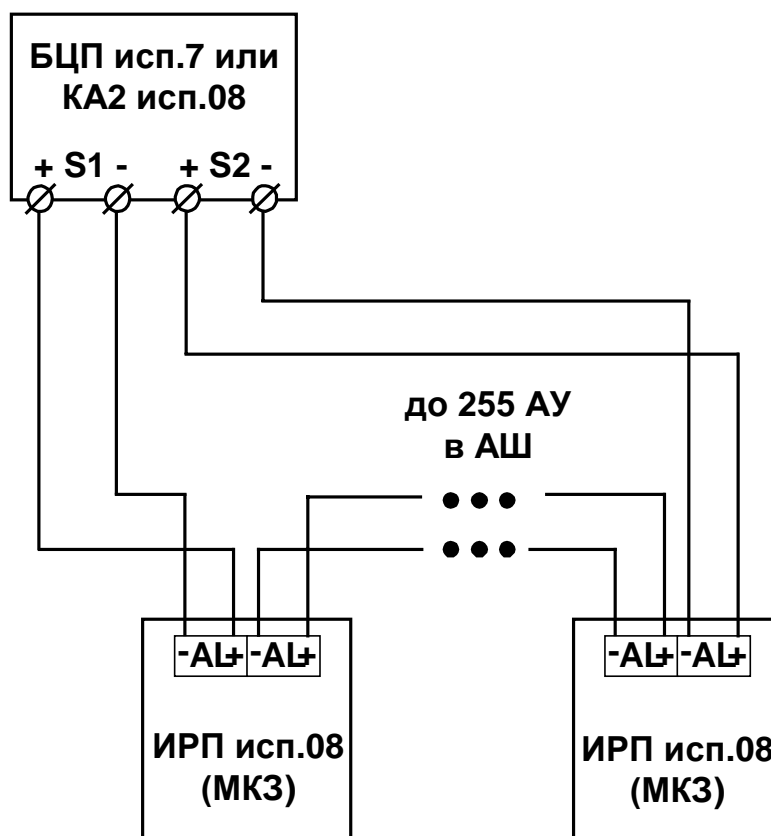 БЦП исп.7 или
КА2 исп.08
+ S1 - + S2 -
до 255 АУ
в АШ
-AL+ -AL+ -AL+ -AL+
ИРП исп.08
(МКЗ)
ИРП исп.08
(МКЗ)